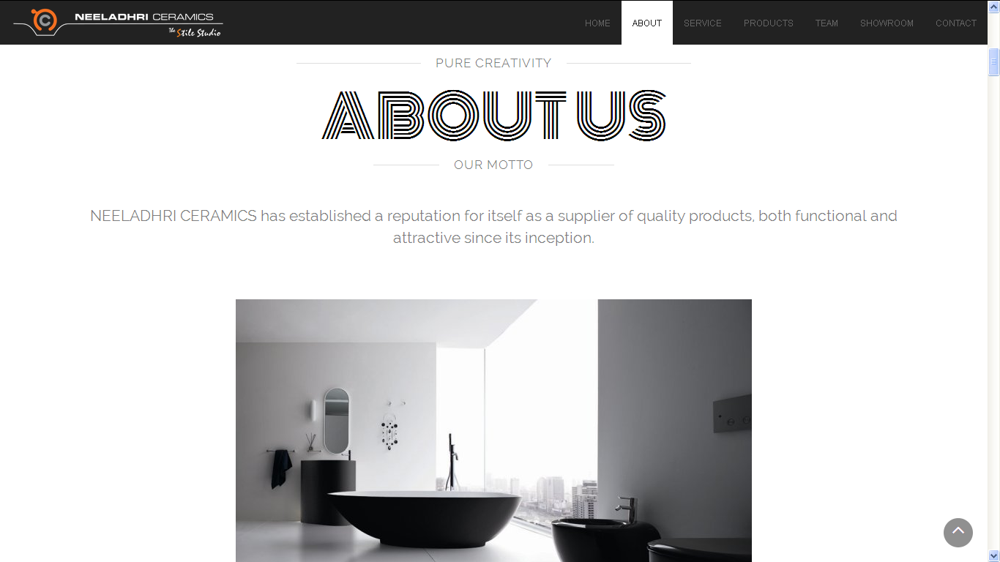 NEELADHRI CERAMICS
The Stile Studio
HOME ABOUT SERVICE PRODUCTS TEAM SHOWROOM CONTACT
PURE CREATIVITY
ABOUT US
OUR MOTTO
NEELADHRI CERAMICS has established a reputation for itself as a supplier of quality products, both functional and
attractive since its inception.